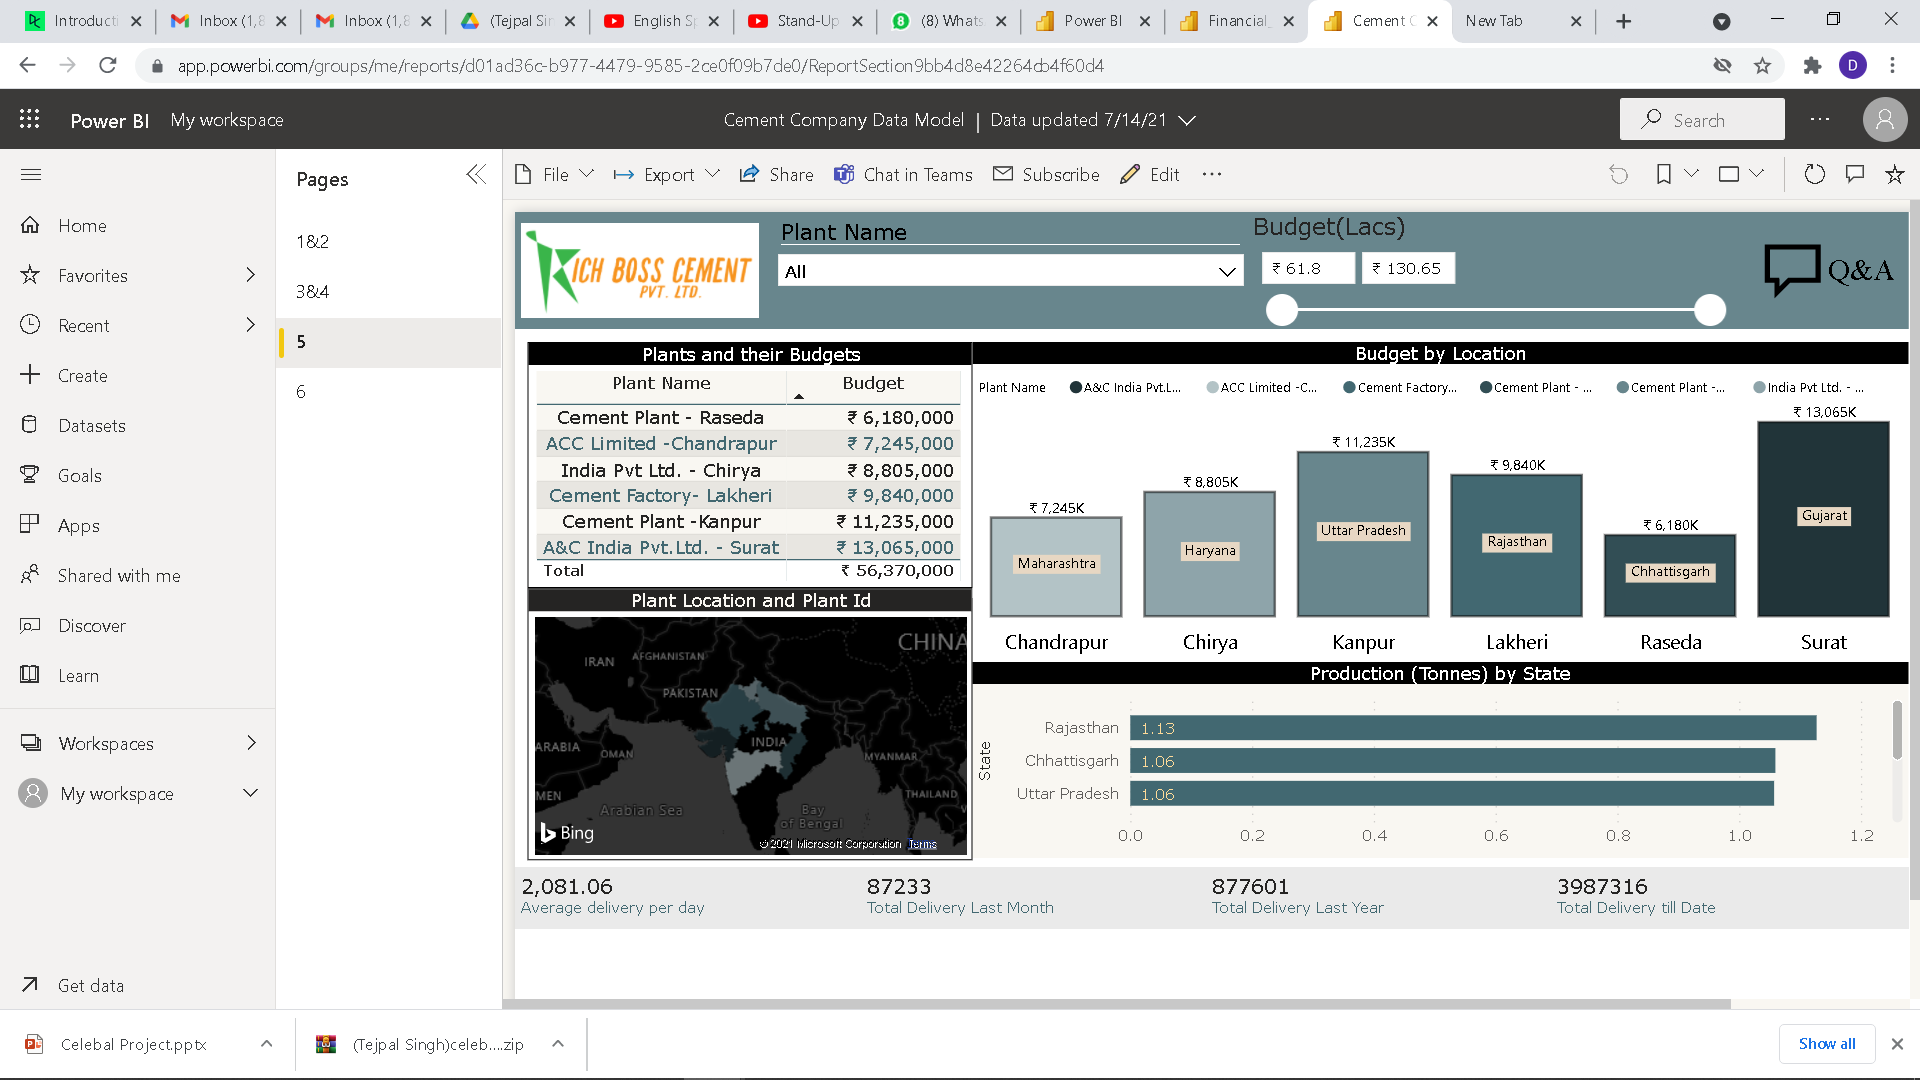 Introducti
Inbox (1,8
Inbox (1,8
(Tejpal Sin
English Sp
Stand-Up
(8) Whats
Power BI
Financial_
Cement C
New Tab
app.powerbi.com/groups/me/reports/d01ad36c-b977-4479-9585-2ce0f09b7de0/ReportSection9bb4d8e42264cb4f60d4
D
Power BI My workspace
Cement Company Data Model | Data updated 7/14/21
Search
File
Export
Share
Chat in Teams
Subscribe
Edit
Home
Favorites
Recent
Create
Datasets
Goals
Apps
Shared with me
Discover
Learn
Workspaces
My workspace
Get data
Pages
1&2
3&4
5
6
RICH BOSS CEMENT
PVT. LTD.
Plant Name
All
Budget(Lacs)
₹ 61.8
₹ 130.65
Q&A
Plants and their Budgets
Plant Name Budget
Cement Plant - Raseda ₹ 6,180,000
ACC Limited -Chandrapur ₹ 7,245,000
India Pvt Ltd. - Chirya ₹ 8,805,000
Cement Factory- Lakheri ₹ 9,840,000
Cement Plant -Kanpur ₹ 11,235,000
A&C India Pvt.Ltd. - Surat ₹ 13,065,000
Total ₹ 56,370,000
Budget by Location
Plant Name A&C India Pvt.L... ACC Limited -C... Cement Factory... Cement Plant - ... Cement Plant -... India Pvt Ltd. - ...
₹ 7,245K
₹ 8,805K
₹ 11,235K
₹ 9,840K
₹ 6,180K
₹ 13,065K
Maharashtra
Haryana
Uttar Pradesh
Rajasthan
Chhattisgarh
Gujarat
Chandrapur Chirya Kanpur Lakheri Raseda Surat
Plant Location and Plant Id
CHINA
IRAN
AFGHANISTAN
PAKISTAN
INDIA
ARABIA
OMAN
MYANMAR
MEN
THAILAND
Arabian Sea
Bay
of Bengal
Bing
© 2021 Microsoft Corporation Terms
Production (Tonnes) by State
State
Rajasthan 1.13
Chhattisgarh 1.06
Uttar Pradesh 1.06
0.0 0.2 0.4 0.6 0.8 1.0 1.2
2,081.06
Average delivery per day
87233
Total Delivery Last Month
877601
Total Delivery Last Year
3987316
Total Delivery till Date
Celebal Project.pptx
(Tejpal Singh)celeb....zip
Show all